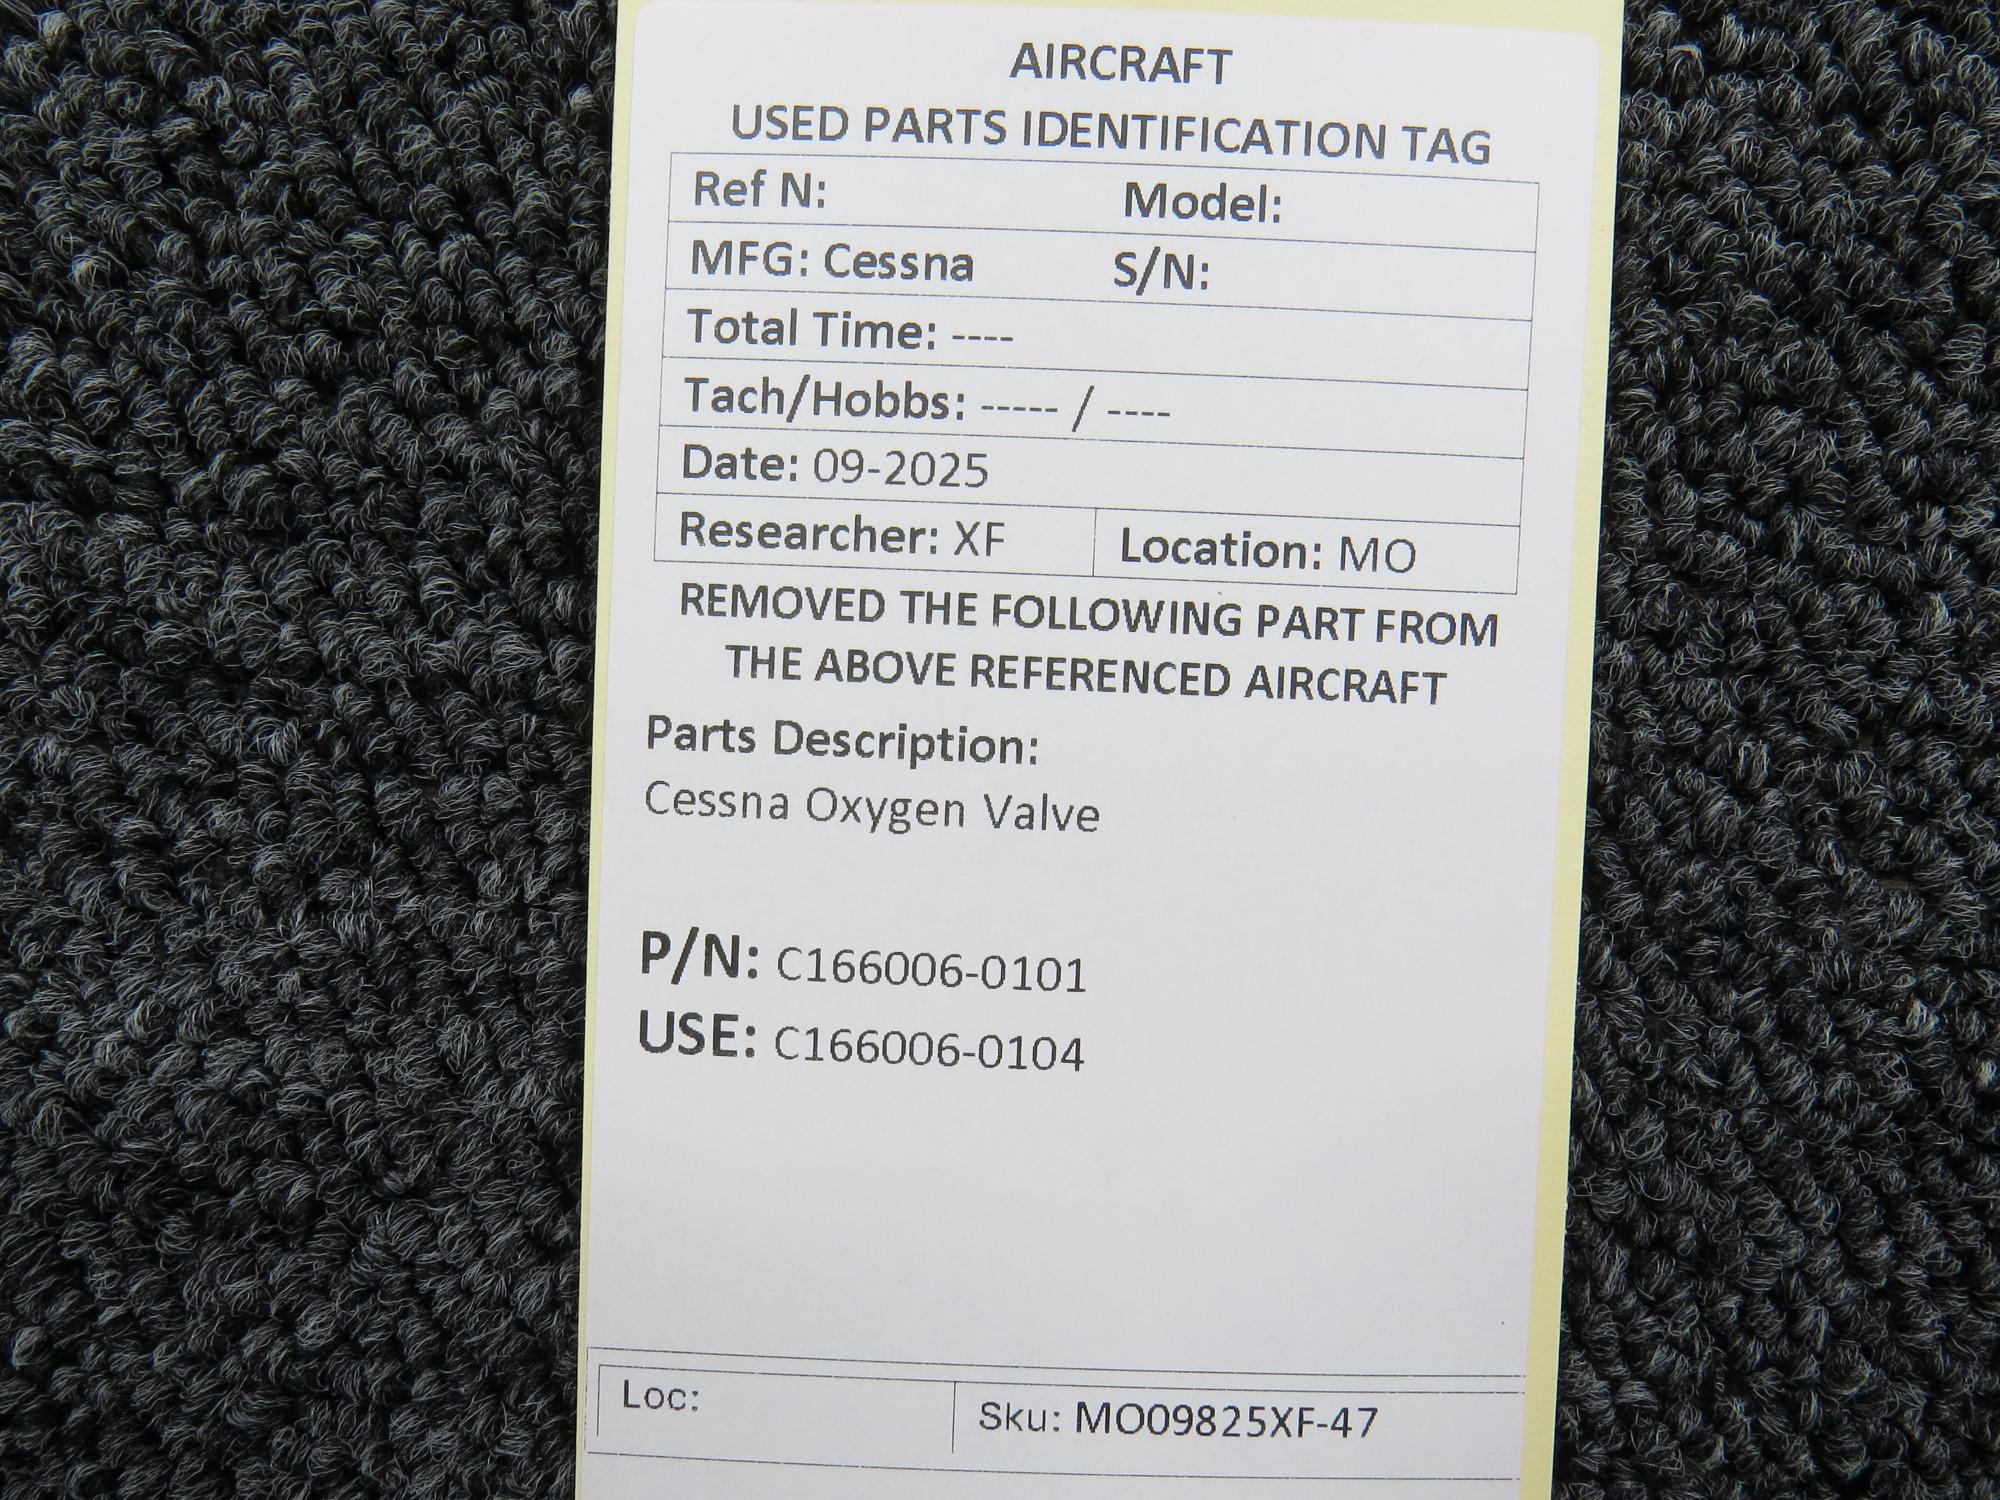 AIRCRAFT
USED PARTS IDENTIFICATION TAG
Ref N: Model:
MFG: Cessna S/N:
Total Time: ----
Tach/Hobbs: ----- / ----
Date: 09-2025
Researcher: XF Location: MO
REMOVED THE FOLLOWING PART FROM
THE ABOVE REFERENCED AIRCRAFT
Parts Description:
Cessna Oxygen Valve
P/N: C166006-0101
USE: C166006-0104
Loc: Sku: MO09825XF-47